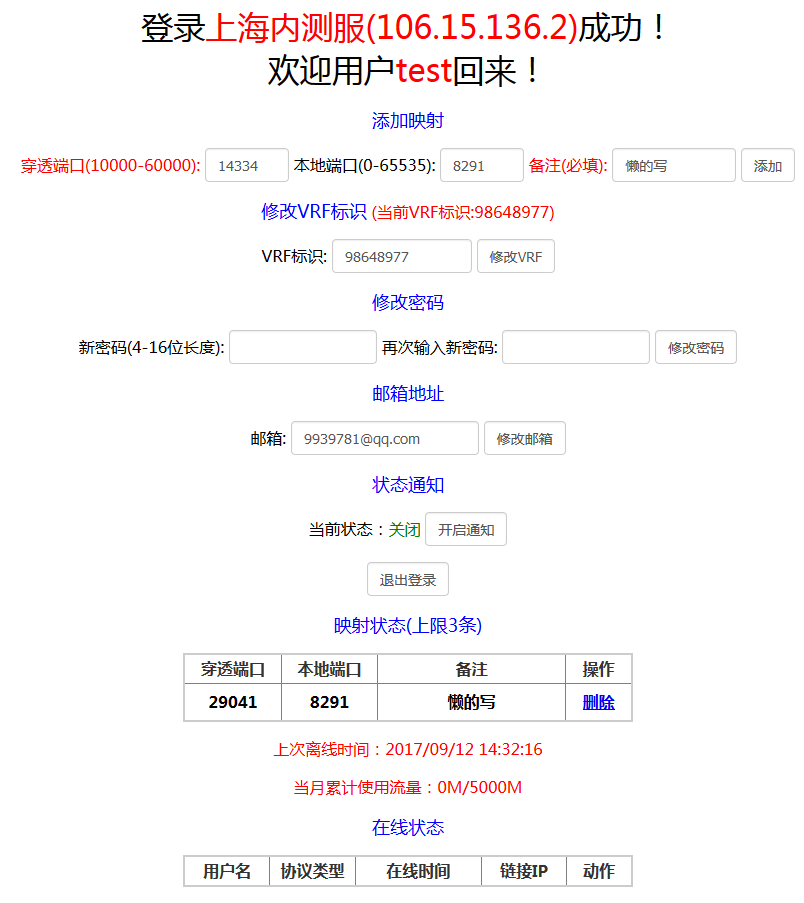 登录上海内测服(106.15.136.2)成功！
欢迎用户test回来！
添加映射
穿透端口(10000-60000): 14334 本地端口(0-65535): 8291 备注(必填): 懒的写 添加
修改VRF标识 (当前VRF标识:98648977)
VRF标识: 98648977 修改VRF
修改密码
新密码(4-16位长度): 再次输入新密码: 修改密码
邮箱地址
邮箱: 9939781@qq.com 修改邮箱
状态通知
当前状态：关闭 开启通知
退出登录
映射状态(上限3条)
穿透端口 本地端口 备注 操作
29041 8291 懒的写 删除
上次离线时间：2017/09/12 14:32:16
当月累计使用流量：0M/5000M
在线状态
用户名 协议类型 在线时间 链接IP 动作